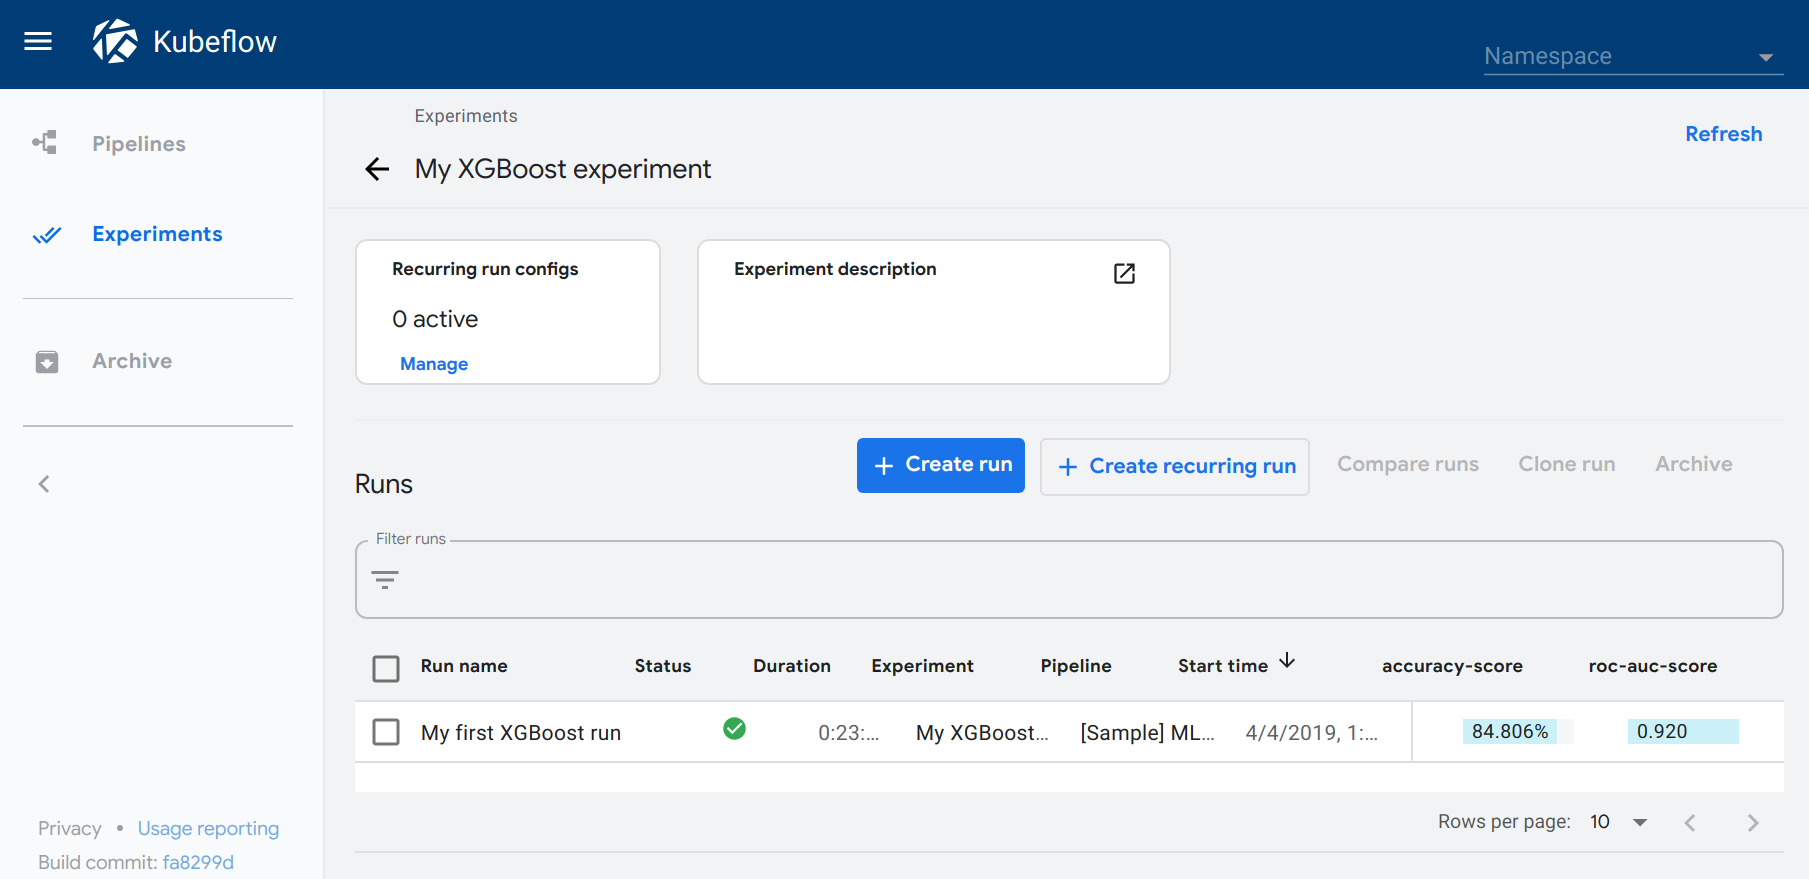 Kubeflow
Namespace
Pipelines
Experiments
Archive
Privacy • Usage reporting
Build commit: fa8299d
Experiments
My XGBoost experiment
Refresh
Recurring run configs
0 active
Manage
Experiment description
Runs
+ Create run
+ Create recurring run
Compare runs
Clone run
Archive
Filter runs
Run name Status Duration Experiment Pipeline Start time ↓ accuracy-score roc-auc-score
My first XGBoost run 0:23:... My XGBoost... [Sample] ML... 4/4/2019, 1:... 84.806% 0.920
Rows per page: 10